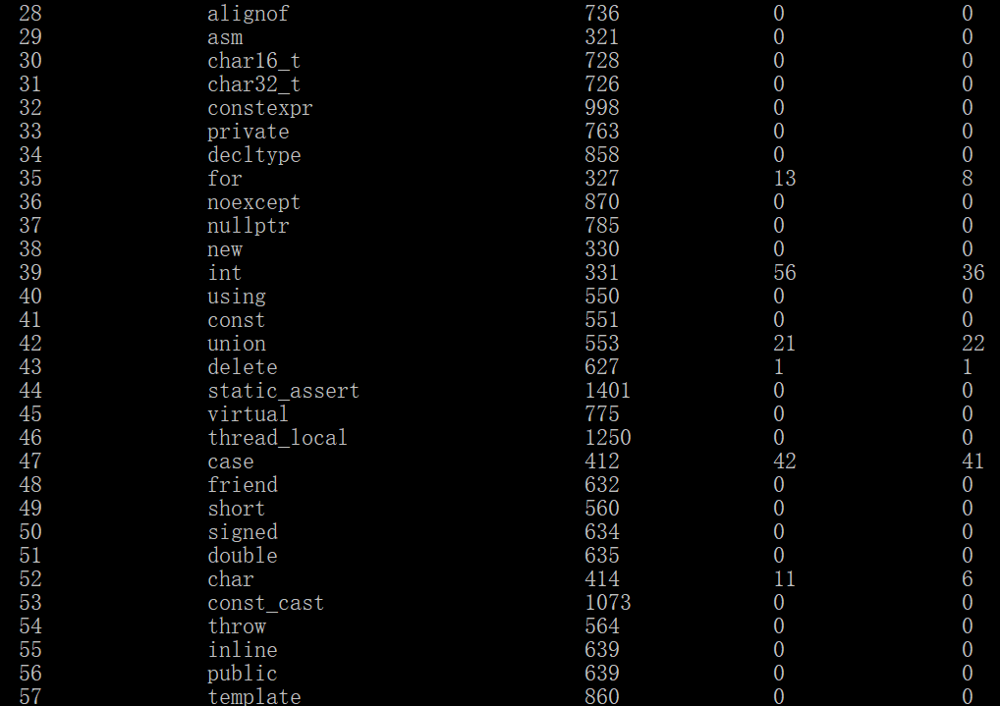 28 alignof 736 0 0
29 asm 321 0 0
30 char16_t 728 0 0
31 char32_t 726 0 0
32 constexpr 998 0 0
33 private 763 0 0
34 decltype 858 0 0
35 for 327 13 8
36 noexcept 870 0 0
37 nullptr 785 0 0
38 new 330 0 0
39 int 331 56 36
40 using 550 0 0
41 const 551 0 0
42 union 553 21 22
43 delete 627 1 1
44 static_assert 1401 0 0
45 virtual 775 0 0
46 thread_local 1250 0 0
47 case 412 42 41
48 friend 632 0 0
49 short 560 0 0
50 signed 634 0 0
51 double 635 0 0
52 char 414 11 6
53 const_cast 1073 0 0
54 throw 564 0 0
55 inline 639 0 0
56 public 639 0 0
57 template 860 0 0